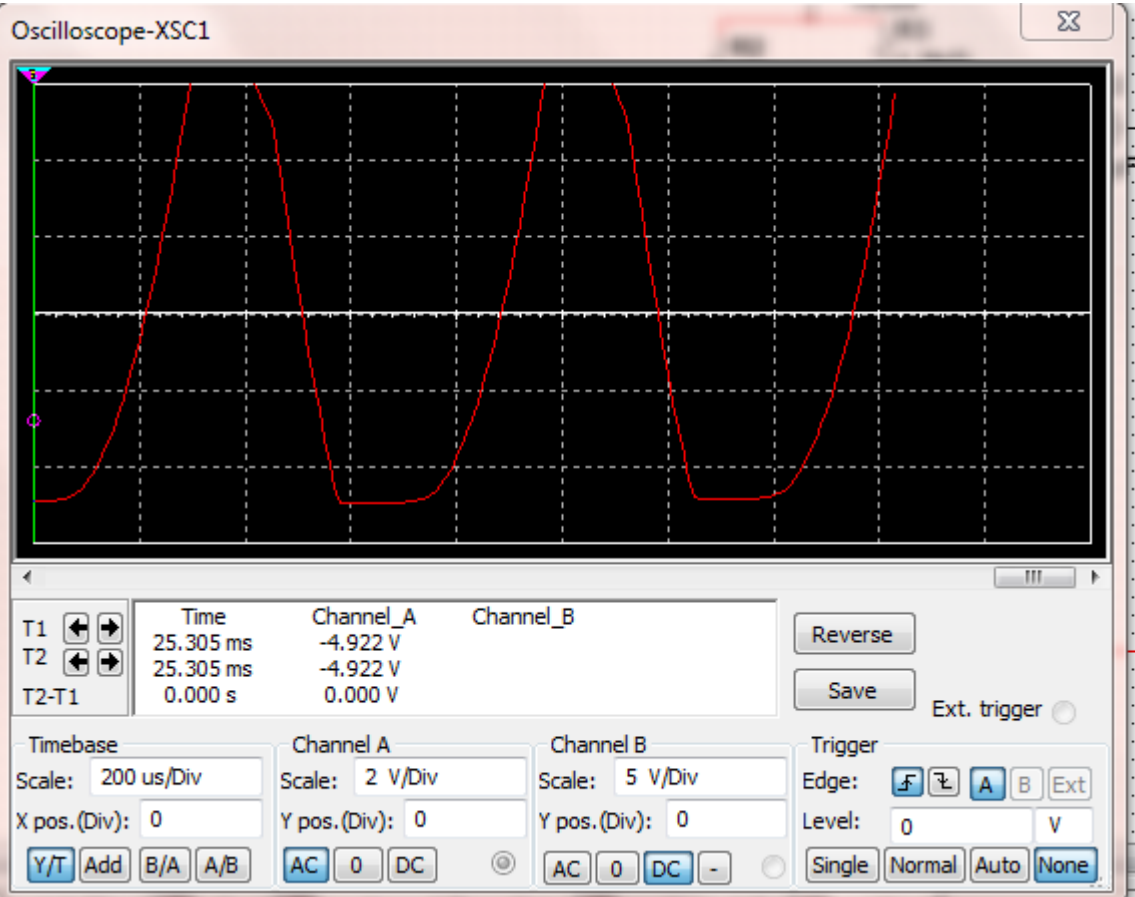 Oscilloscope-XSC1
Time Channel_A Channel_B
T1 25.305 ms -4.922 V
T2 25.305 ms -4.922 V
T2-T1 0.000 s 0.000 V
Reverse
Save
Ext. trigger
Timebase Channel A Channel B Trigger
Scale: 200 us/Div Scale: 2 V/Div Scale: 5 V/Div Edge: A B Ext
X pos.(Div): 0 Y pos.(Div): 0 Y pos.(Div): 0 Level: 0 V
Y/T Add B/A A/B AC 0 DC AC 0 DC - Single Normal Auto None